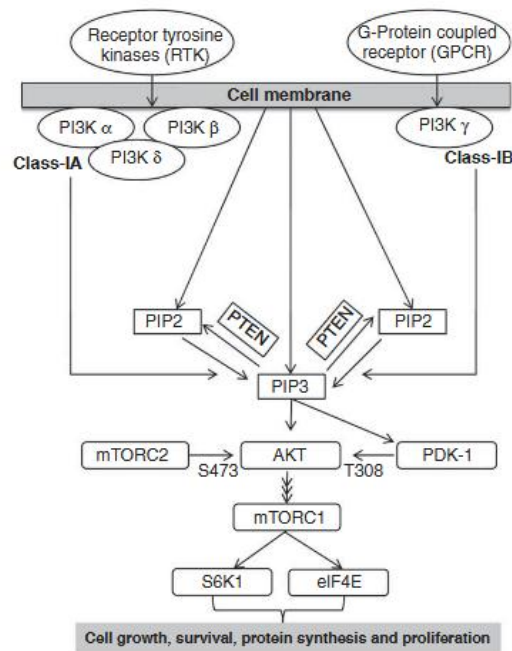 Receptor tyrosine
kinases (RTK)
G-Protein coupled
receptor (GPCR)
Cell membrane
PI3K α
PI3K β
PI3K δ
PI3K γ
Class-IA
Class-IB
PIP2
PTEN
PTEN
PIP2
PIP3
mTORC2
S473
AKT
T308
PDK-1
mTORC1
S6K1
eIF4E
Cell growth, survival, protein synthesis and proliferation